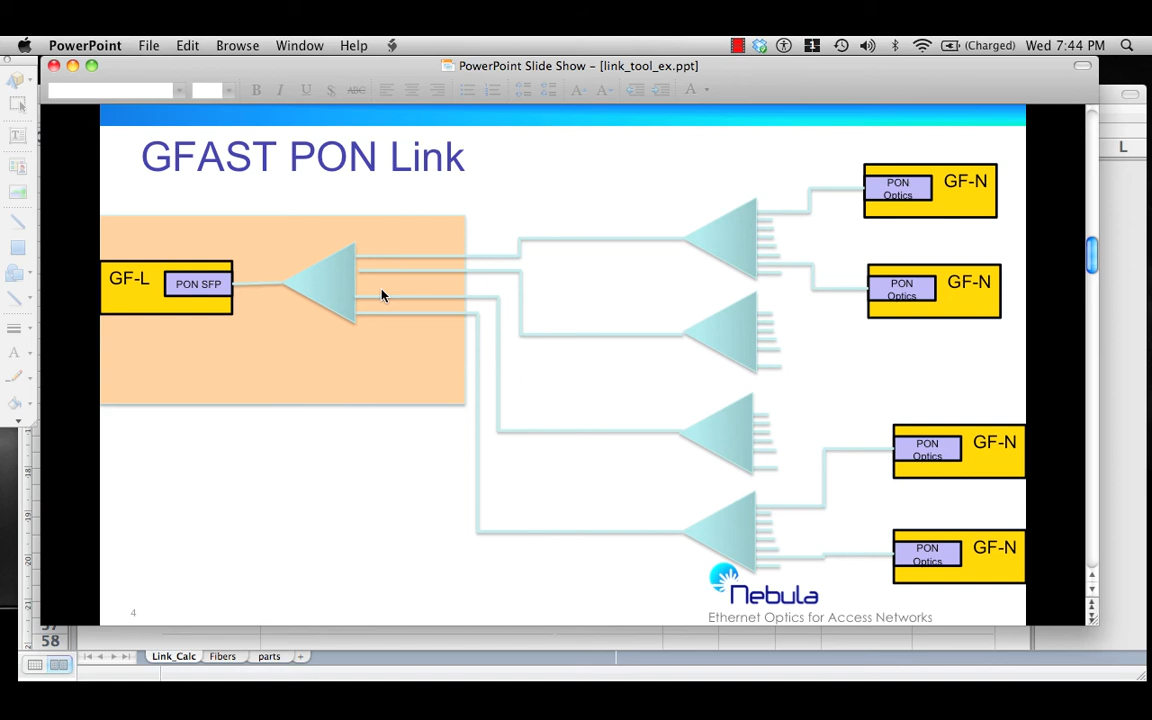 PowerPoint File Edit Browse Window Help
1 (Charged) Wed 7:44 PM
PowerPoint Slide Show – [link_tool_ex.ppt]
B I U S ABC A A A
T
L
GFAST PON Link
GF-L
PON SFP
PON
Optics
GF-N
PON
Optics
GF-N
PON
Optics
GF-N
PON
Optics
GF-N
4
Nebula
Ethernet Optics for Access Networks
A
58
Link_Calc Fibers parts +